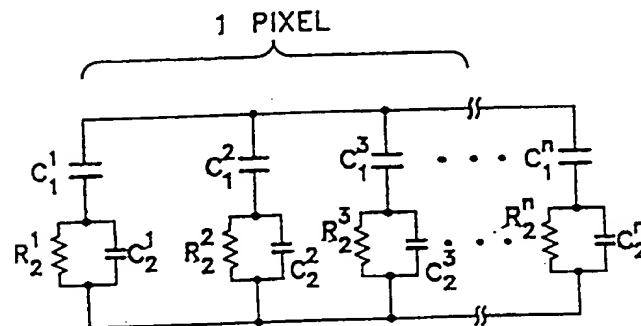 1 PIXEL
C₁¹ C₁² C₁³ • • • C₁ⁿ
R₂¹ C₂¹ R₂² C₂² R₂³ C₂³ • • • R₂ⁿ C₂ⁿ